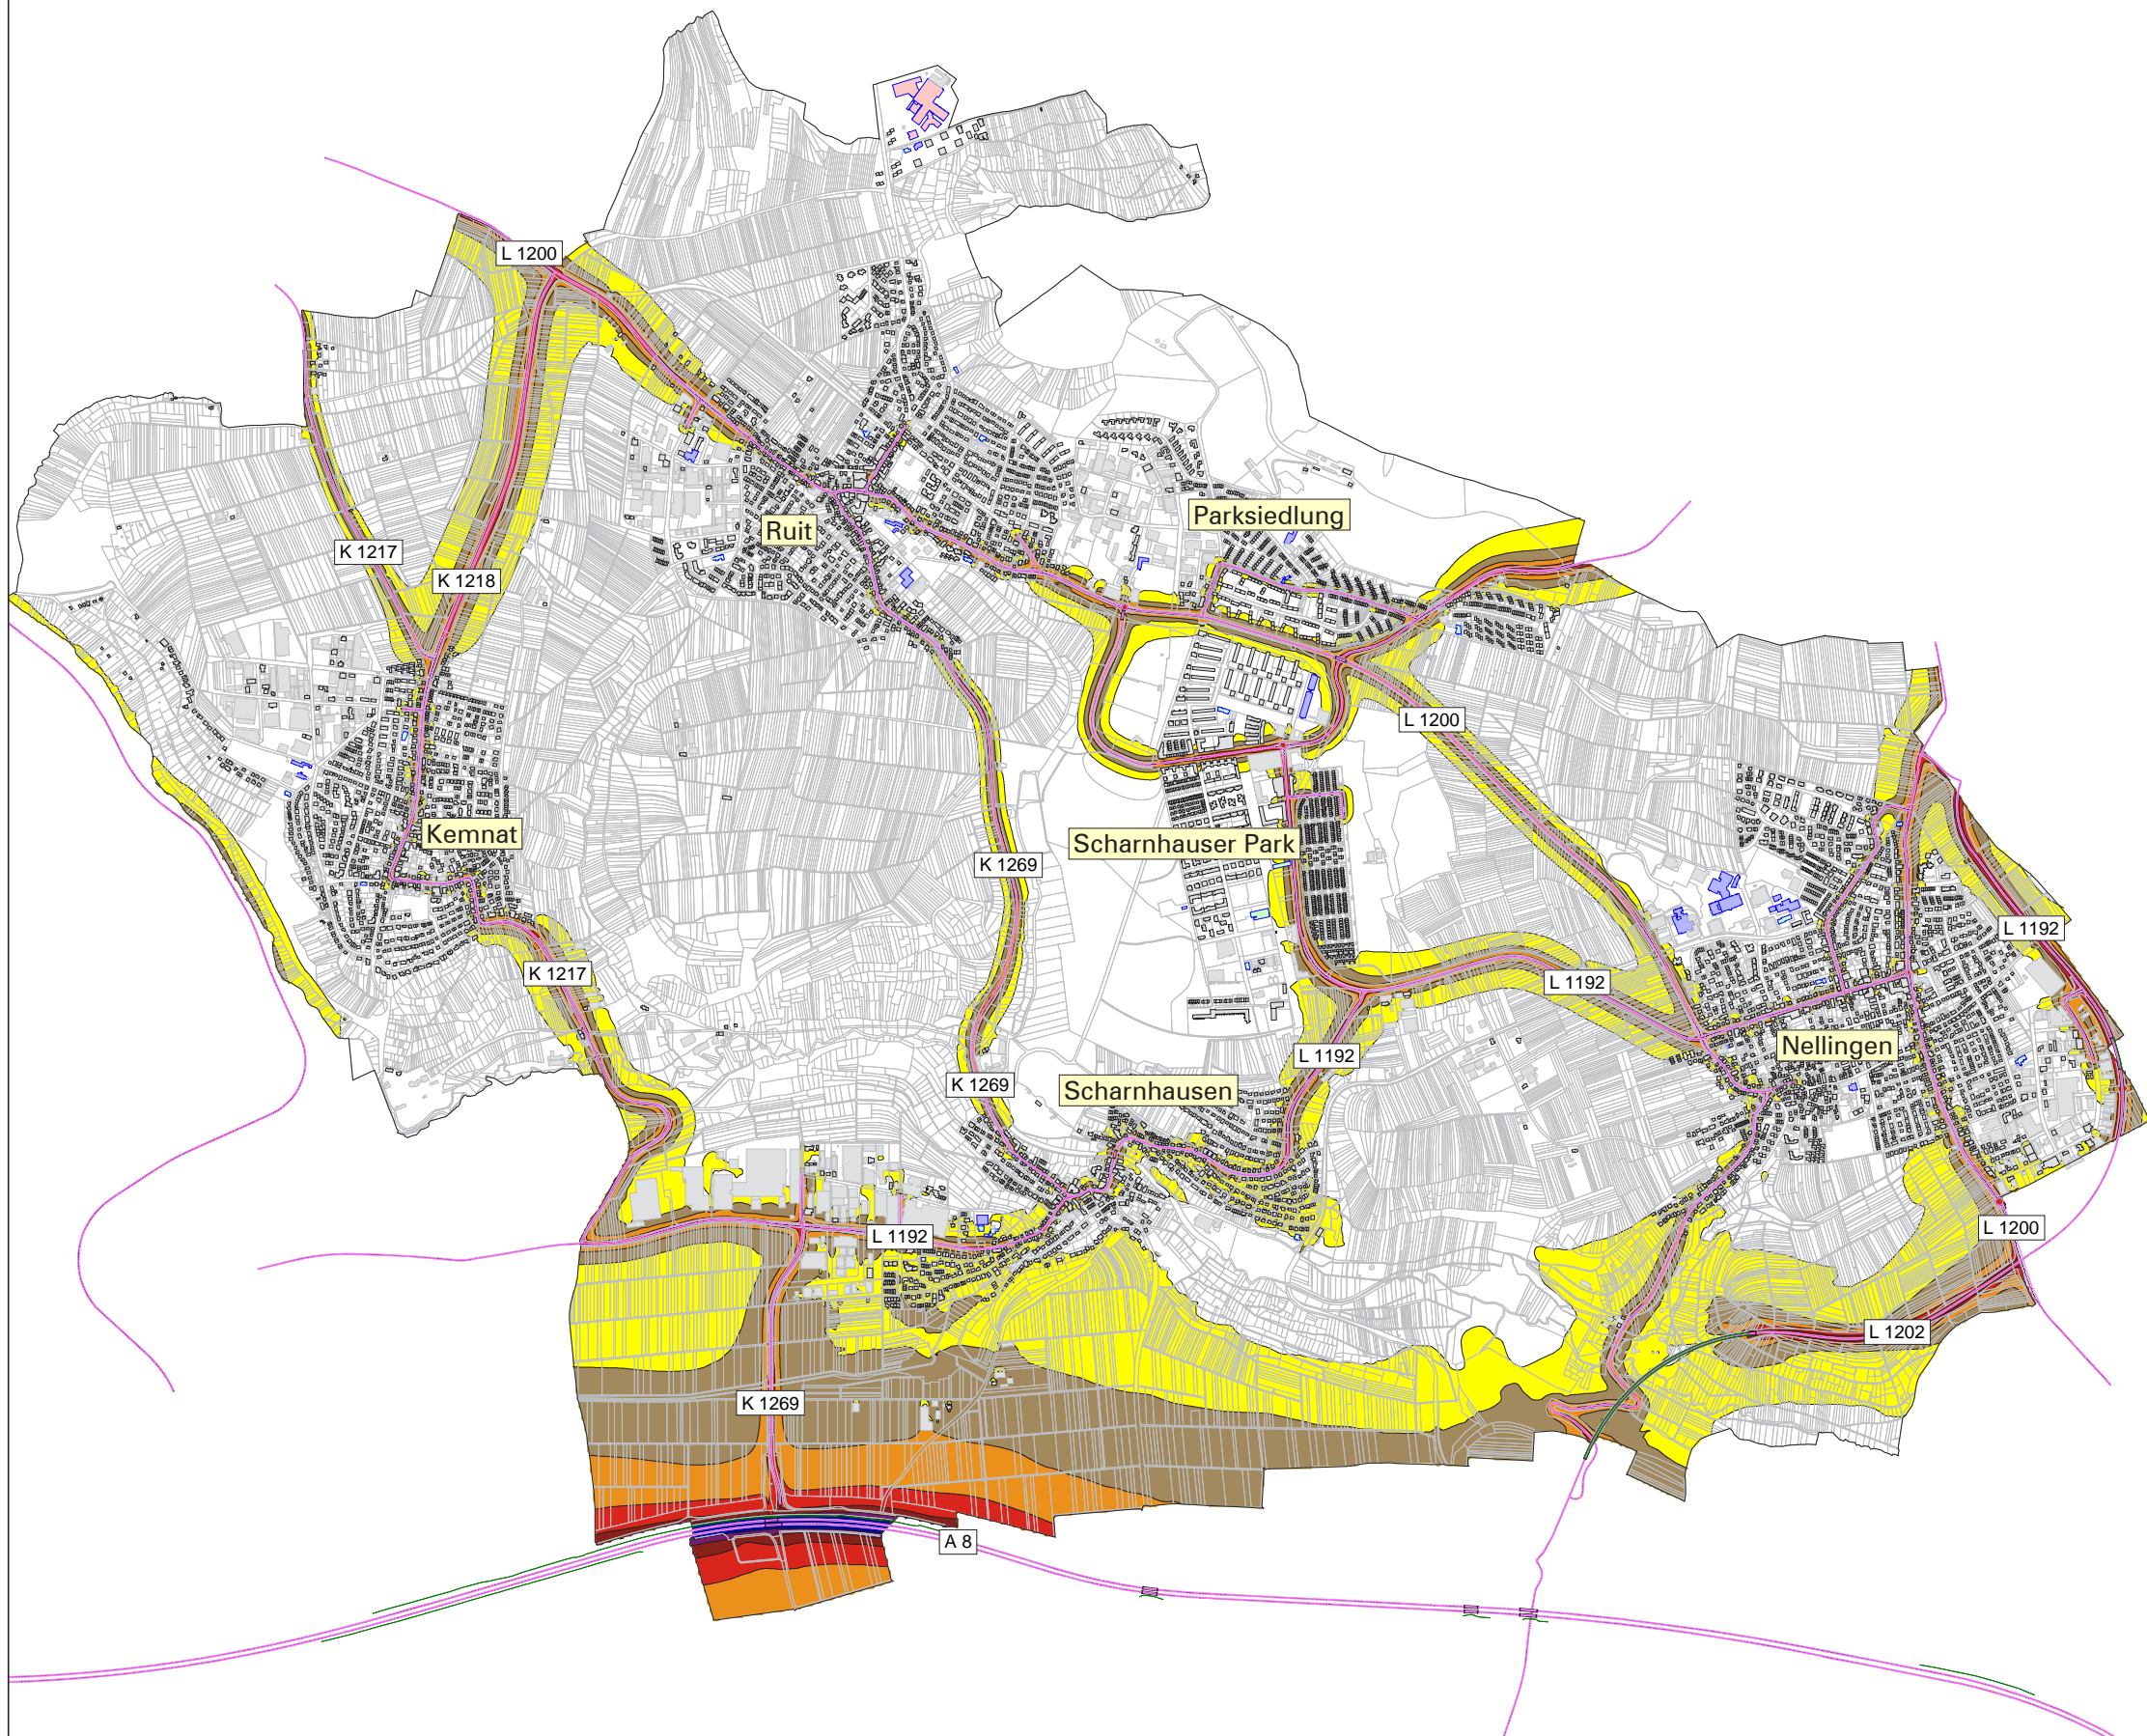 L 1200
Parksiedlung
Ruit
K 1217
K 1218
L 1200
Kemnat
Scharnhauser Park
K 1269
L 1192
K 1217
L 1192
Nellingen
L 1192
K 1269
Scharnhausen
L 1200
L 1192
L 1202
K 1269
A 8